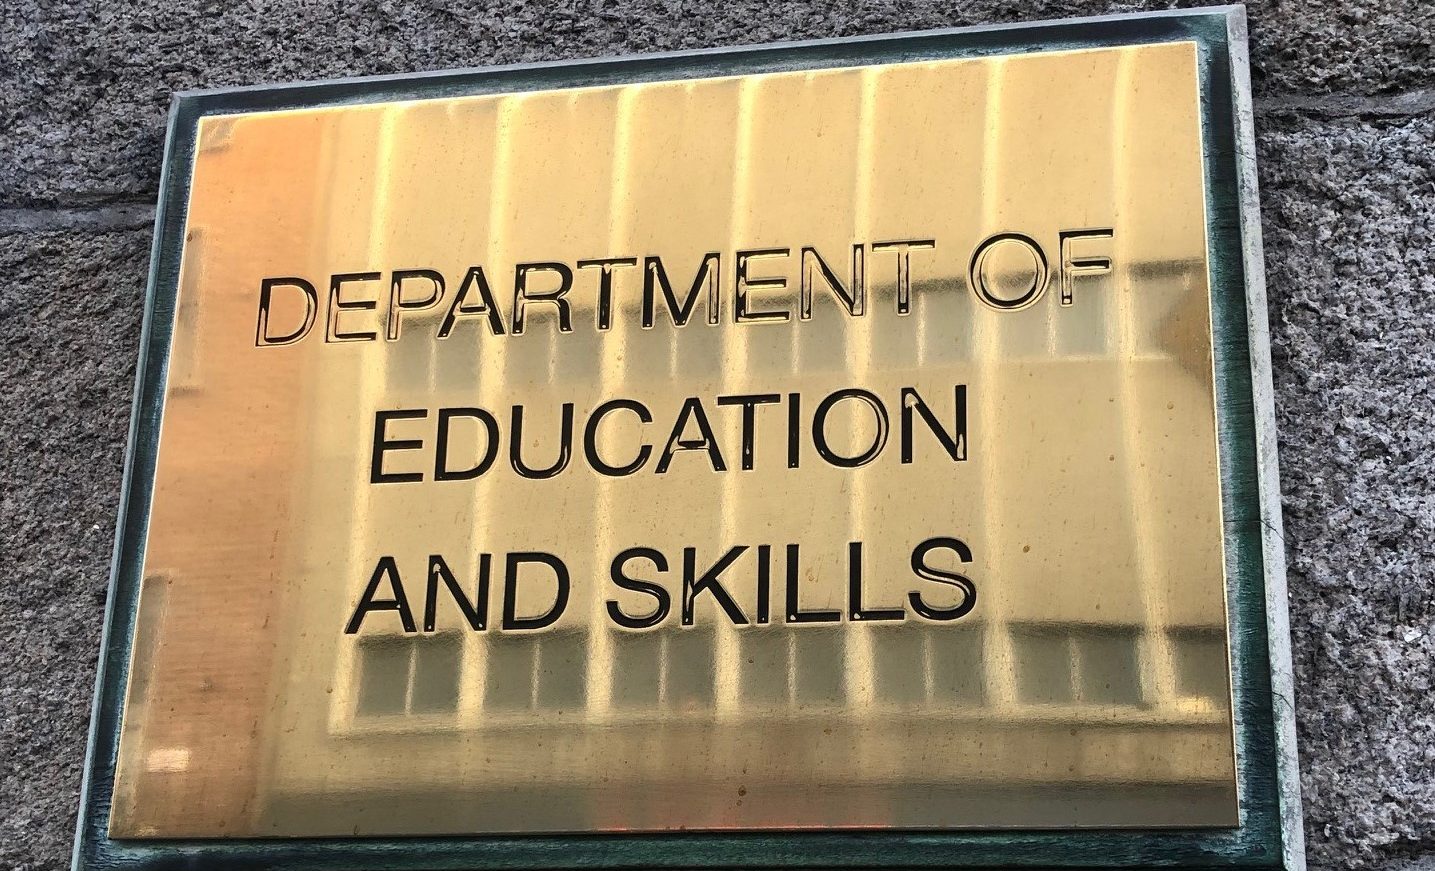 DEPARTMENT OF
EDUCATION
AND SKILLS